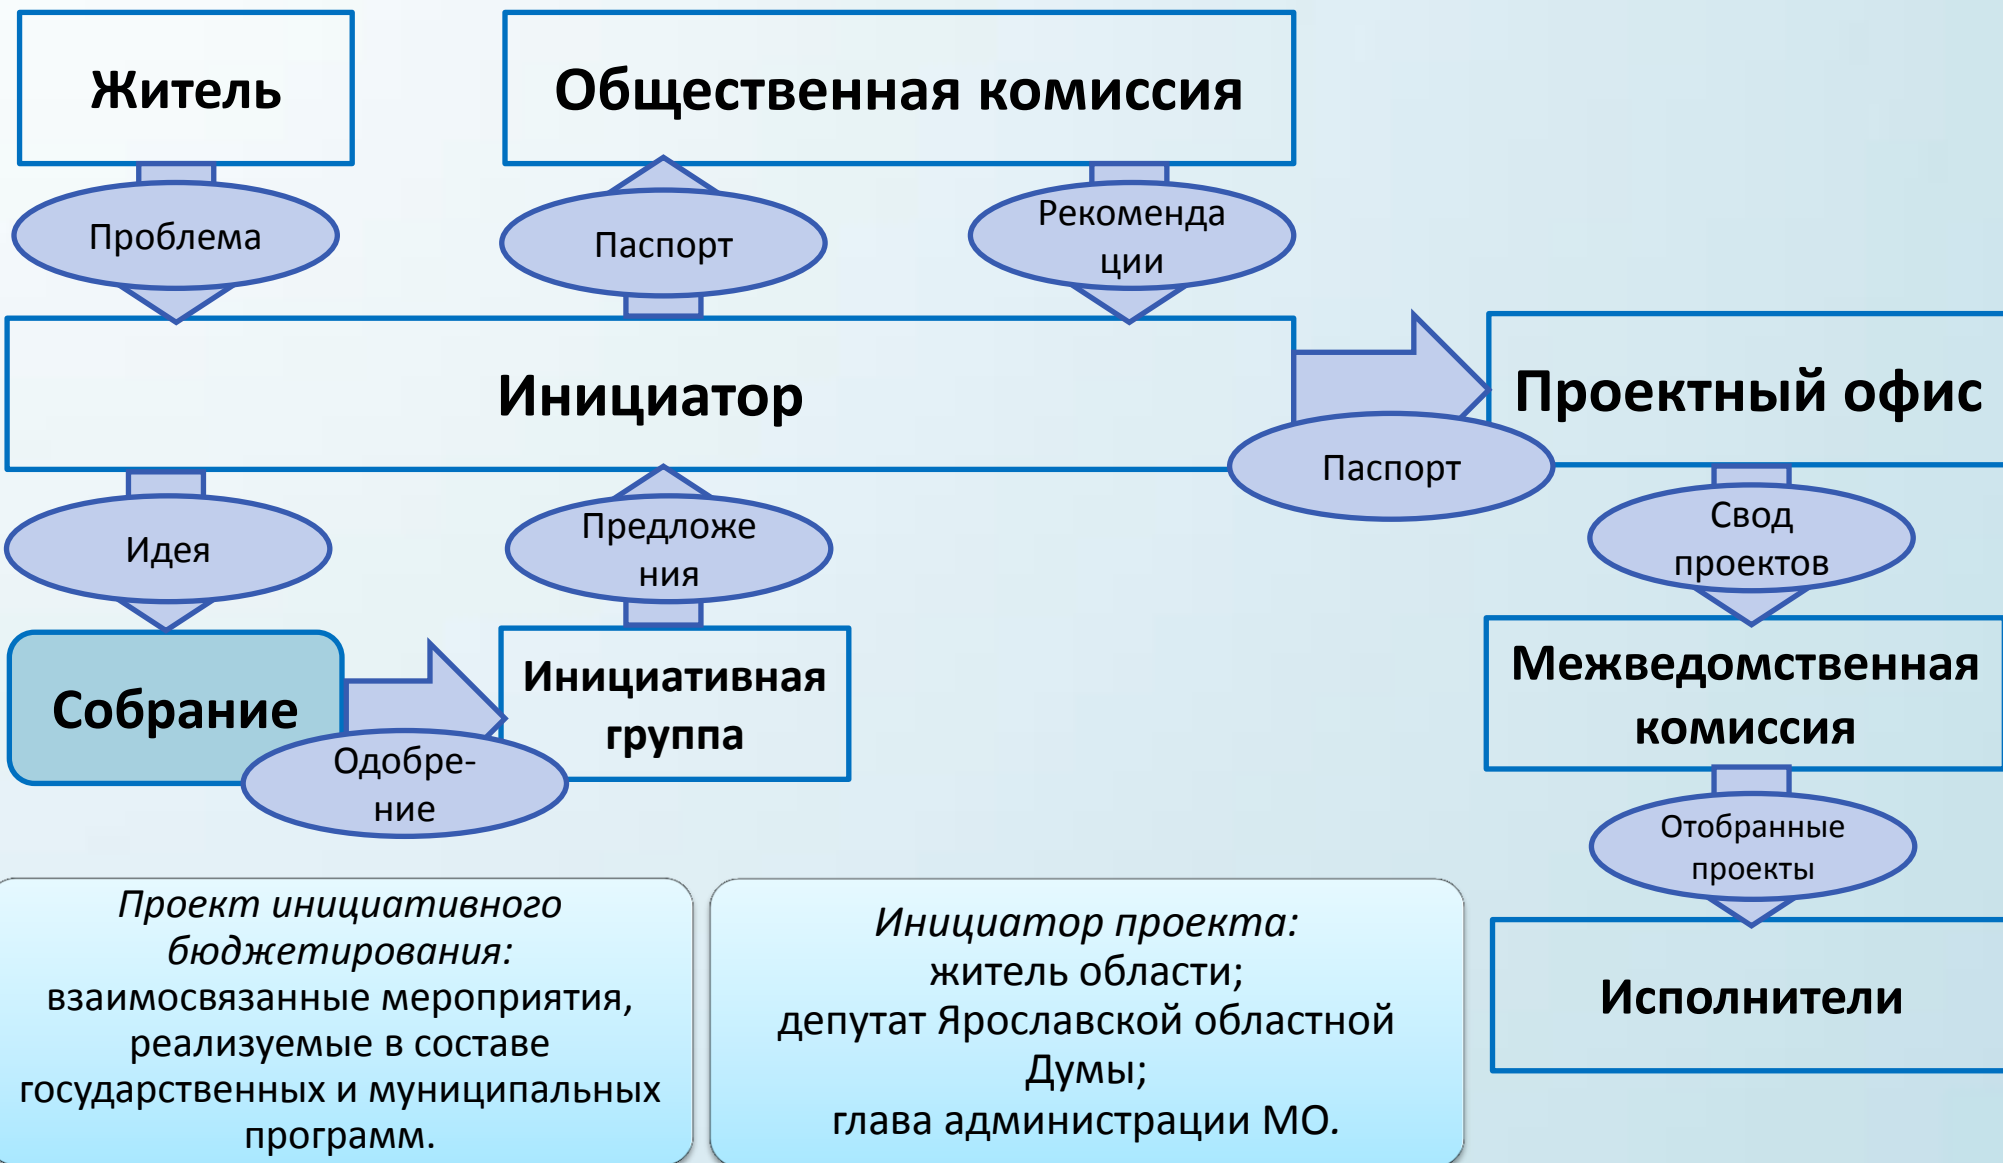 Житель
Общественная комиссия
Проблема
Паспорт
Рекоменда
ции
Инициатор
Проектный офис
Паспорт
Идея
Предложе
ния
Свод
проектов
Собрание
Одобре-
ние
Инициативная
группа
Межведомственная
комиссия
Отобранные
проекты
Исполнители
Проект инициативного
бюджетирования:
взаимосвязанные мероприятия,
реализуемые в составе
государственных и муниципальных
программ.
Инициатор проекта:
житель области;
депутат Ярославской областной
Думы;
глава администрации МО.